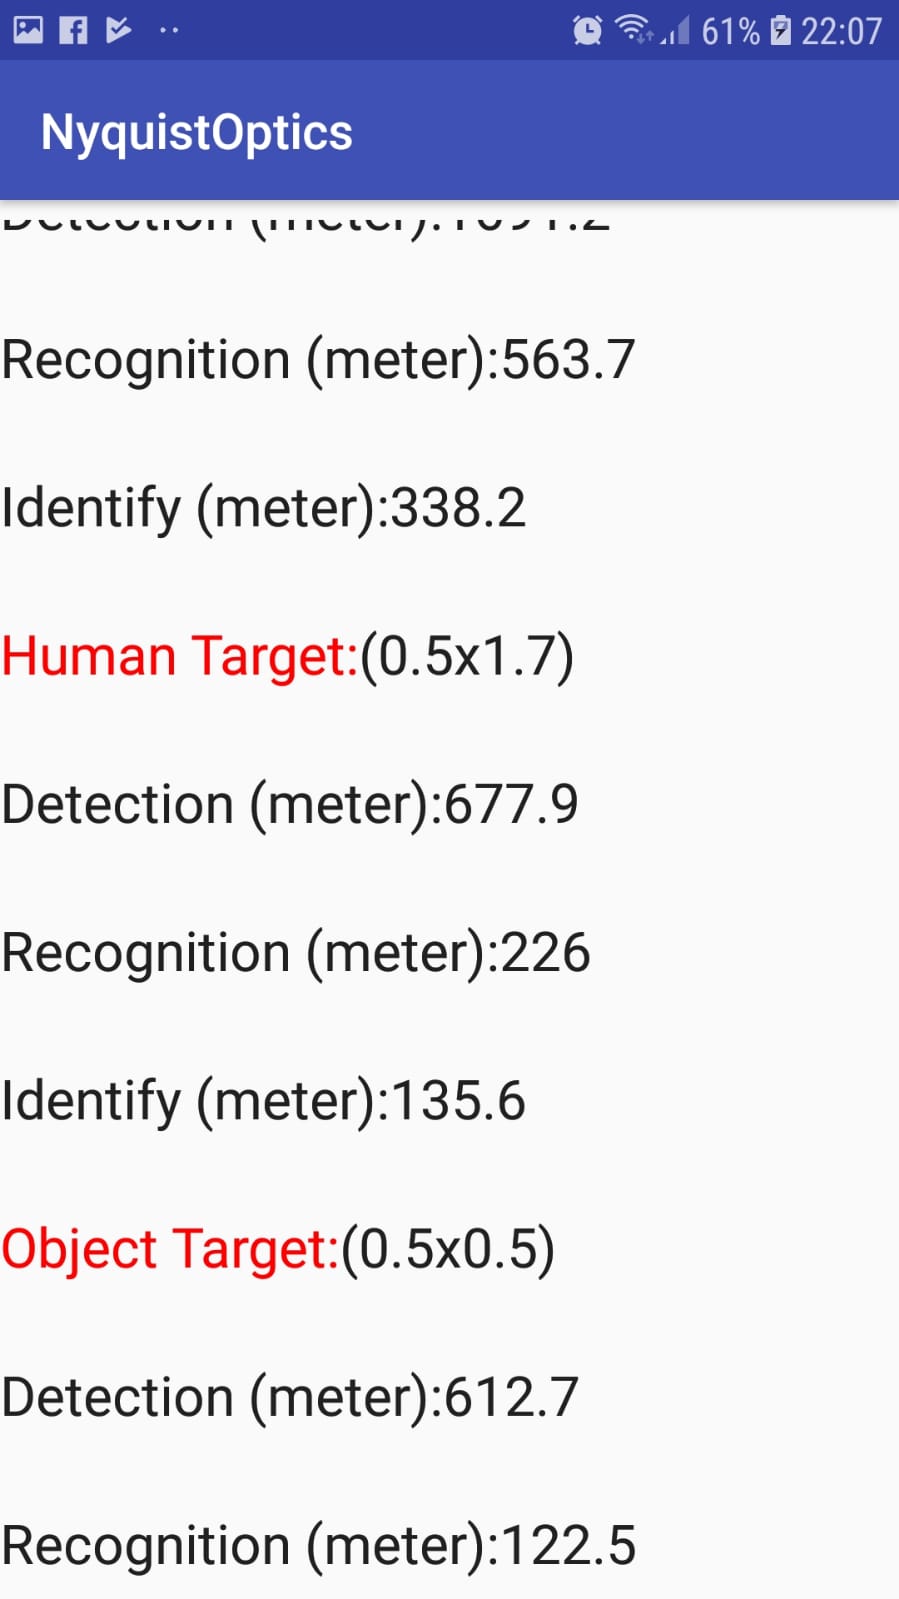 61% 22:07
NyquistOptics
Detection (meter):1691.2
Recognition (meter):563.7
Identify (meter):338.2
Human Target:(0.5x1.7)
Detection (meter):677.9
Recognition (meter):226
Identify (meter):135.6
Object Target:(0.5x0.5)
Detection (meter):612.7
Recognition (meter):122.5